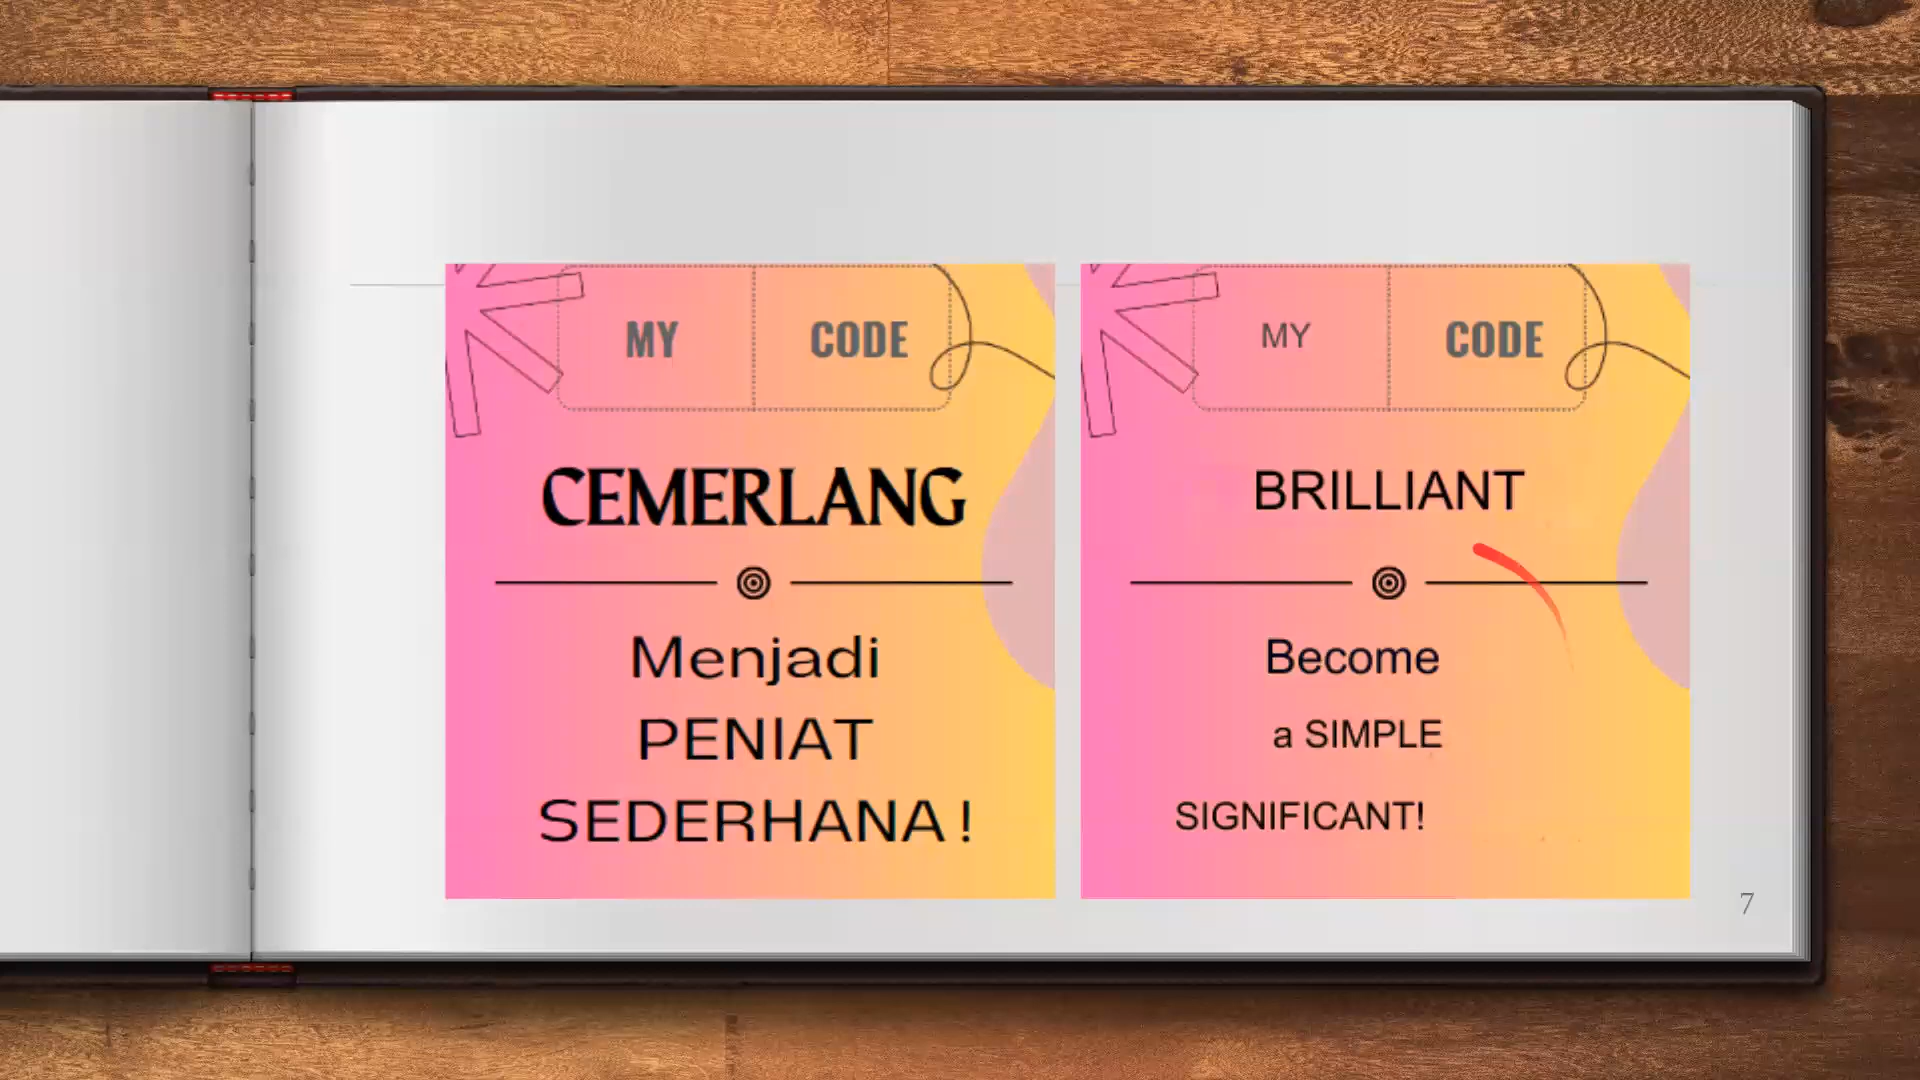 MY CODE
CEMERLANG
Menjadi
PENIAT
SEDERHANA!
MY CODE
BRILLIANT
Become
a SIMPLE
SIGNIFICANT!
7